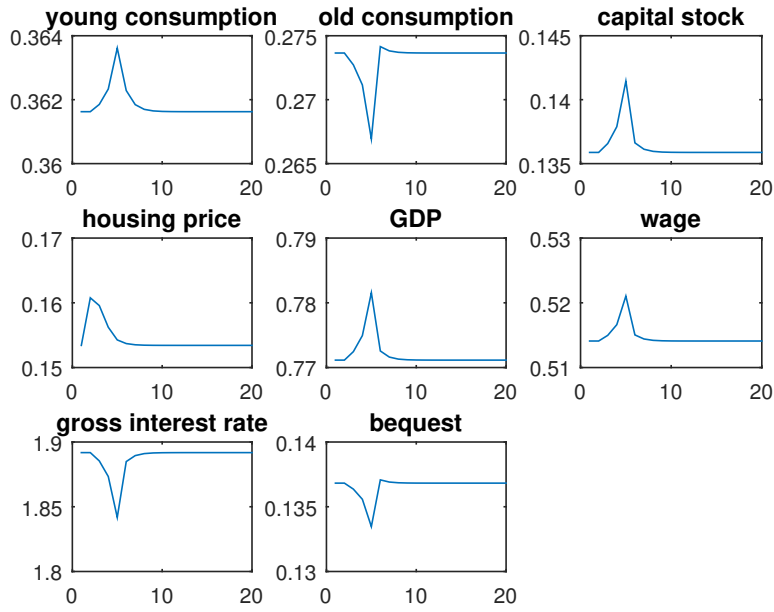 young consumption
0.364
0.362
0.36
0 10 20
old consumption
0.275
0.27
0.265
0 10 20
capital stock
0.145
0.14
0.135
0 10 20
housing price
0.17
0.16
0.15
0 10 20
GDP
0.79
0.78
0.77
0 10 20
wage
0.53
0.52
0.51
0 10 20
gross interest rate
1.9
1.85
1.8
0 10 20
bequest
0.14
0.135
0.13
0 10 20